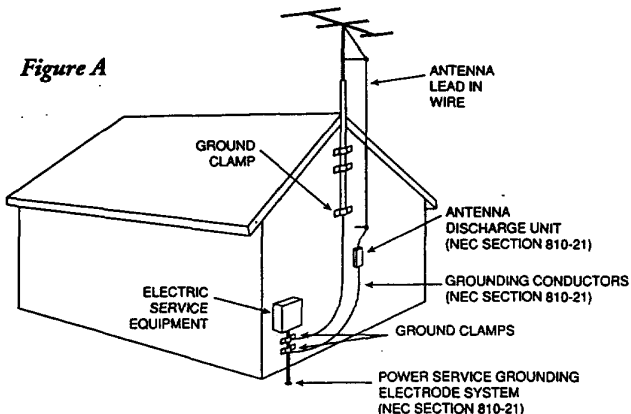 Figure A
ANTENNA
LEAD IN
WIRE
GROUND
CLAMP
ANTENNA
DISCHARGE UNIT
(NEC SECTION 810-21)
GROUNDING CONDUCTORS
(NEC SECTION 810-21)
ELECTRIC
SERVICE
EQUIPMENT
GROUND CLAMPS
POWER SERVICE GROUNDING
ELECTRODE SYSTEM
(NEC SECTION 810-21)